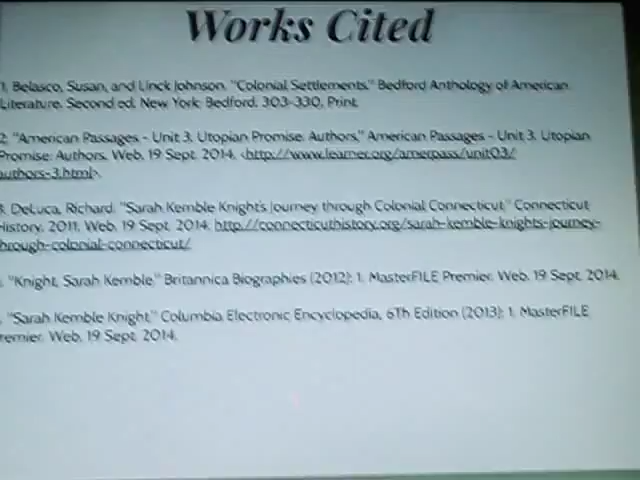 Works Cited
1. Belasco, Susan, and Linck Johnson. "Colonial Settlements." Bedford Anthology of American
Literature. Second ed. New York: Bedford. 303-330. Print.
2. "American Passages - Unit 3. Utopian Promise: Authors," American Passages - Unit 3. Utopian
Promise: Authors. Web. 19 Sept. 2014. <http://www.learner.org/amerpass/unit03/
authors-3.html>.
3. DeLuca, Richard. "Sarah Kemble Knight's Journey through Colonial Connecticut." Connecticut
History. 2011. Web. 19 Sept. 2014. http://connecticuthistory.org/sarah-kemble-knights-journey-
hrough-colonial-connecticut/
. "Knight, Sarah Kemble." Britannica Biographies (2012): 1. MasterFILE Premier. Web. 19 Sept. 2014.
. "Sarah Kemble Knight." Columbia Electronic Encyclopedia, 6Th Edition (2013): 1. MasterFILE
remier. Web. 19 Sept. 2014.